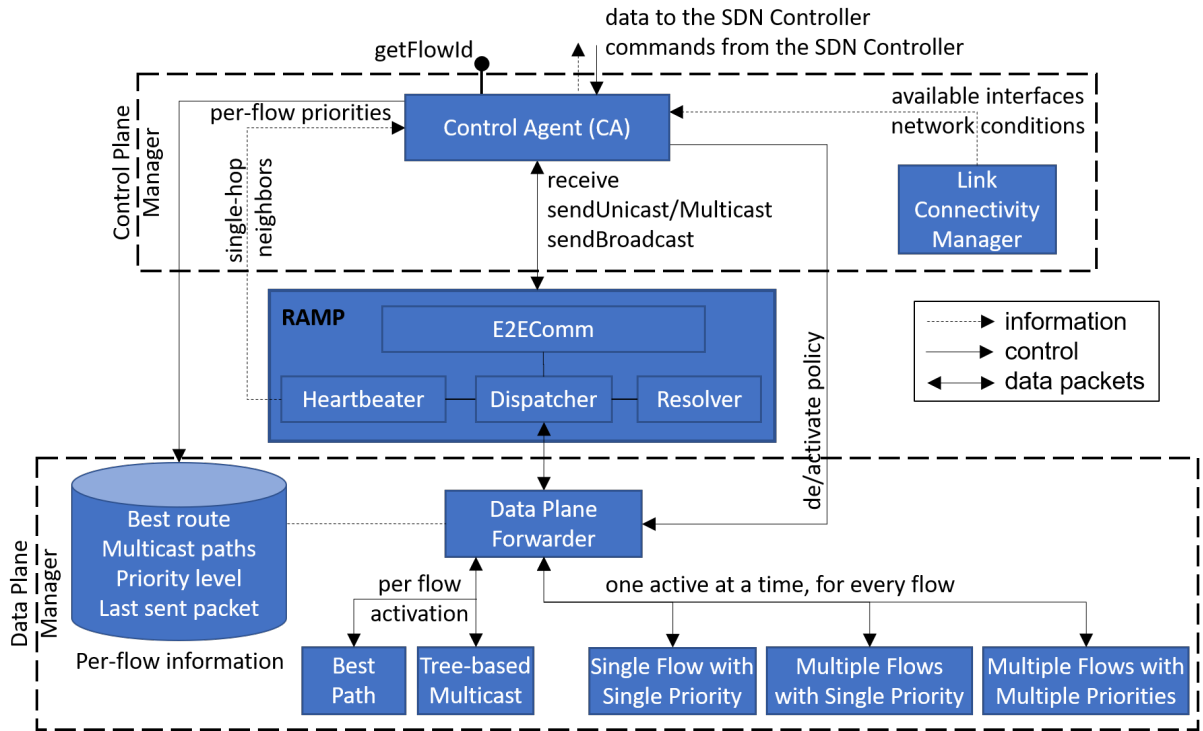 data to the SDN Controller
commands from the SDN Controller
getFlowId
Control Plane
Manager
per-flow priorities
Control Agent (CA)
available interfaces
network conditions
Link
Connectivity
Manager
single-hop
neighbors
receive
sendUnicast/Multicast
sendBroadcast
RAMP
E2EComm
Heartbeater
Dispatcher
Resolver
information
control
data packets
de/activate policy
Data Plane
Manager
Best route
Multicast paths
Priority level
Last sent packet
Per-flow information
Data Plane
Forwarder
per flow
activation
one active at a time, for every flow
Best
Path
Tree-based
Multicast
Single Flow with
Single Priority
Multiple Flows
with Single Priority
Multiple Flows with
Multiple Priorities